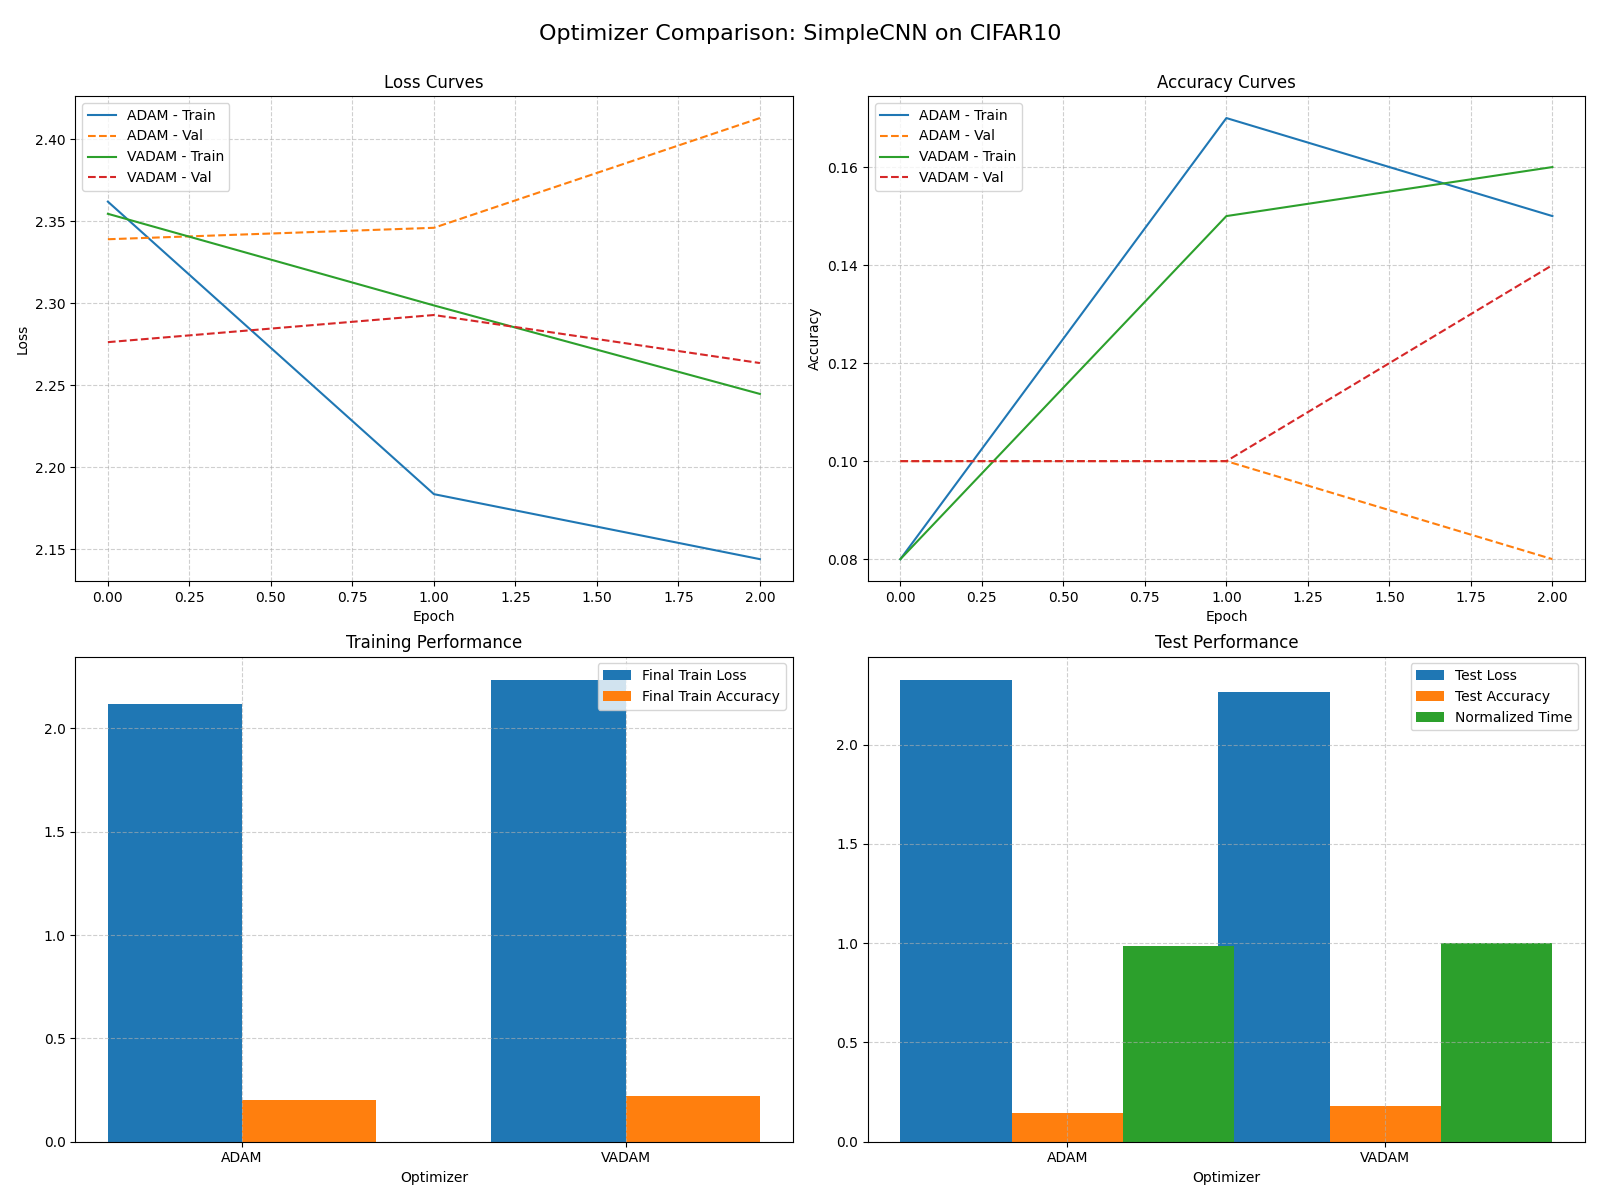 Optimizer Comparison: SimpleCNN on CIFAR10
Loss Curves
ADAM - Train
ADAM - Val
VADAM - Train
VADAM - Val
2.40
2.35
2.30
2.25
2.20
2.15
Loss
0.00 0.25 0.50 0.75 1.00 1.25 1.50 1.75 2.00
Epoch
Accuracy Curves
ADAM - Train
ADAM - Val
VADAM - Train
VADAM - Val
0.16
0.14
0.12
0.10
0.08
Accuracy
0.00 0.25 0.50 0.75 1.00 1.25 1.50 1.75 2.00
Epoch
Training Performance
Final Train Loss
Final Train Accuracy
2.0
1.5
1.0
0.5
0.0
ADAM VADAM
Optimizer
Test Performance
Test Loss
Test Accuracy
Normalized Time
2.0
1.5
1.0
0.5
0.0
ADAM VADAM
Optimizer